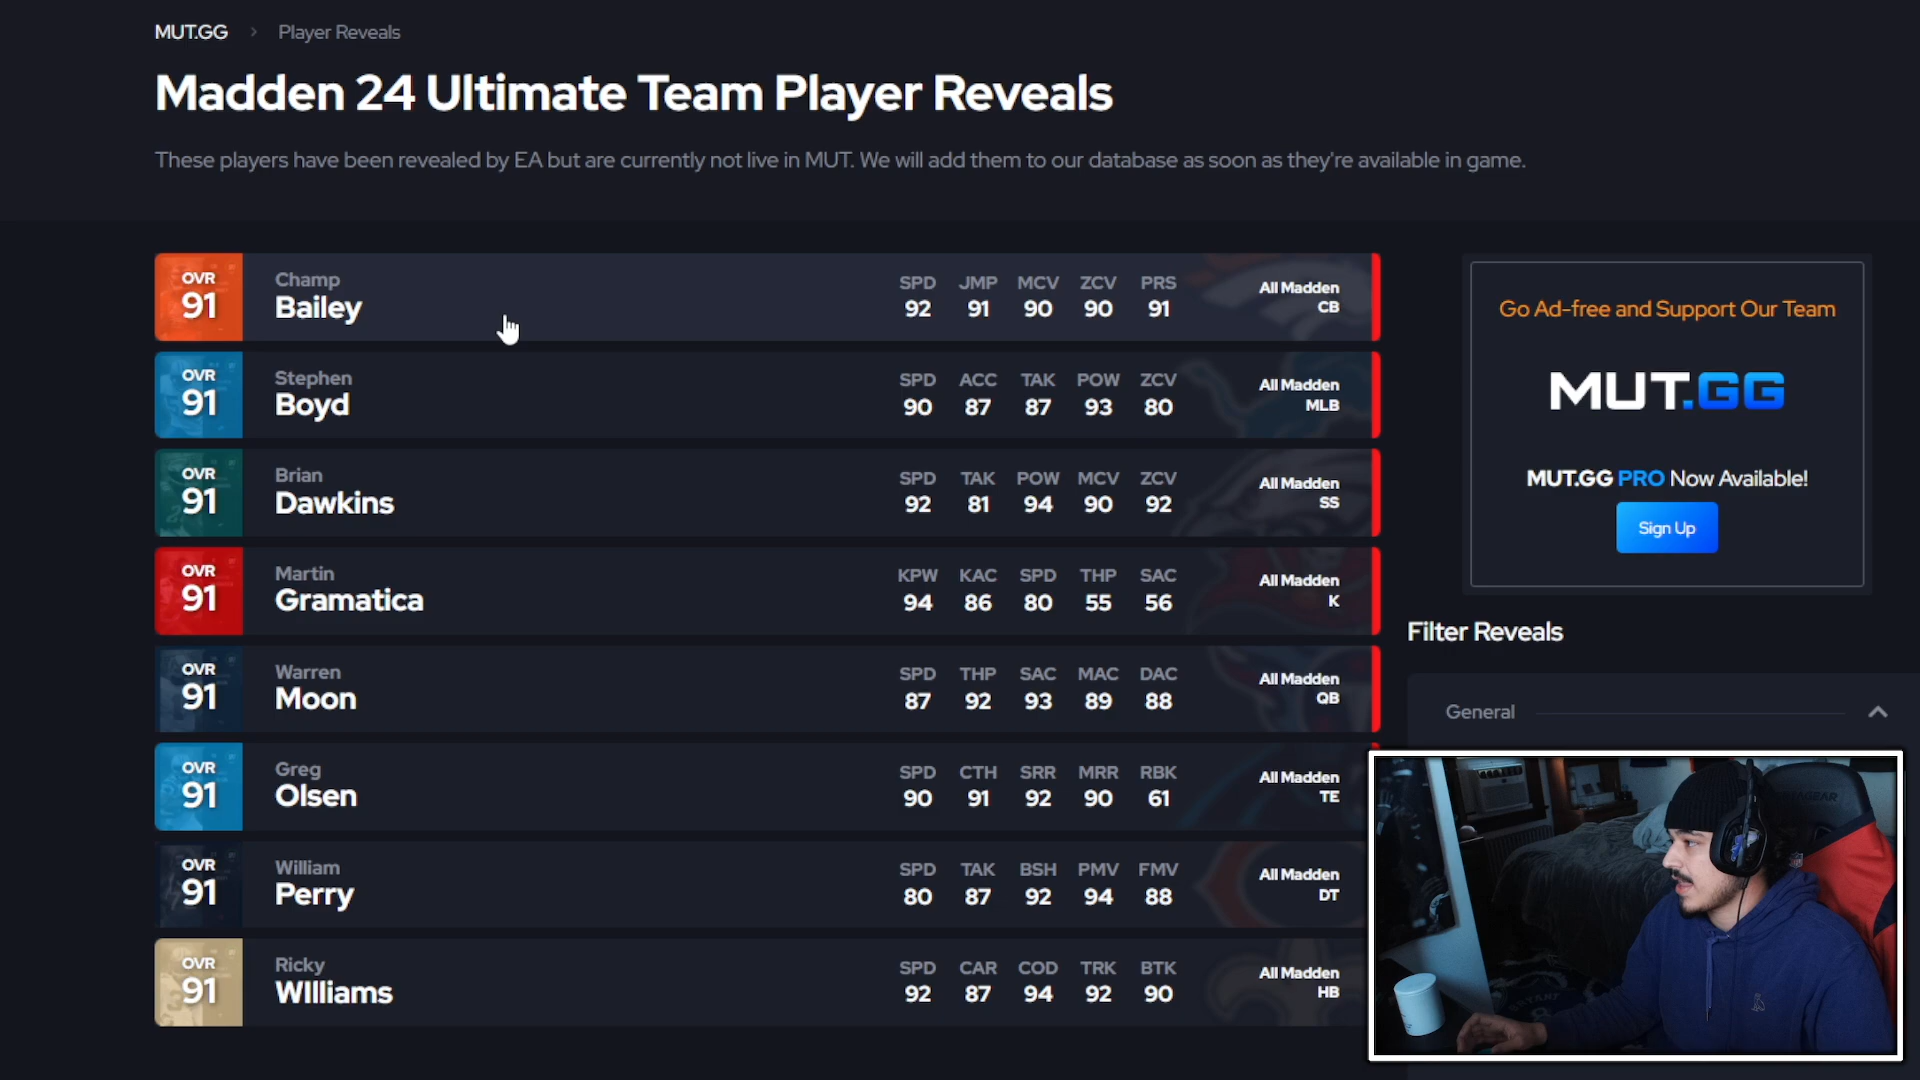 MUT.GG > Player Reveals
Madden 24 Ultimate Team Player Reveals
These players have been revealed by EA but are currently not live in MUT. We will add them to our database as soon as they're available in game.
OVR 91 Champ Bailey SPD 92 JMP 91 MCV 90 ZCV 90 PRS 91 All Madden CB
OVR 91 Stephen Boyd SPD 90 ACC 87 TAK 87 POW 93 ZCV 80 All Madden MLB
OVR 91 Brian Dawkins SPD 92 TAK 81 POW 94 MCV 90 ZCV 92 All Madden SS
OVR 91 Martin Gramatica KPW 94 KAC 86 SPD 80 THP 55 SAC 56 All Madden K
OVR 91 Warren Moon SPD 87 THP 92 SAC 93 MAC 89 DAC 88 All Madden QB
OVR 91 Greg Olsen SPD 90 CTH 91 SRR 92 MRR 90 RBK 61 All Madden TE
OVR 91 William Perry SPD 80 TAK 87 BSH 92 PMV 94 FMV 88 All Madden DT
OVR 91 Ricky WIlliams SPD 92 CAR 87 COD 94 TRK 92 BTK 90 All Madden HB
Go Ad-free and Support Our Team
MUT.GG
MUT.GG PRO Now Available!
Sign Up
Filter Reveals
General